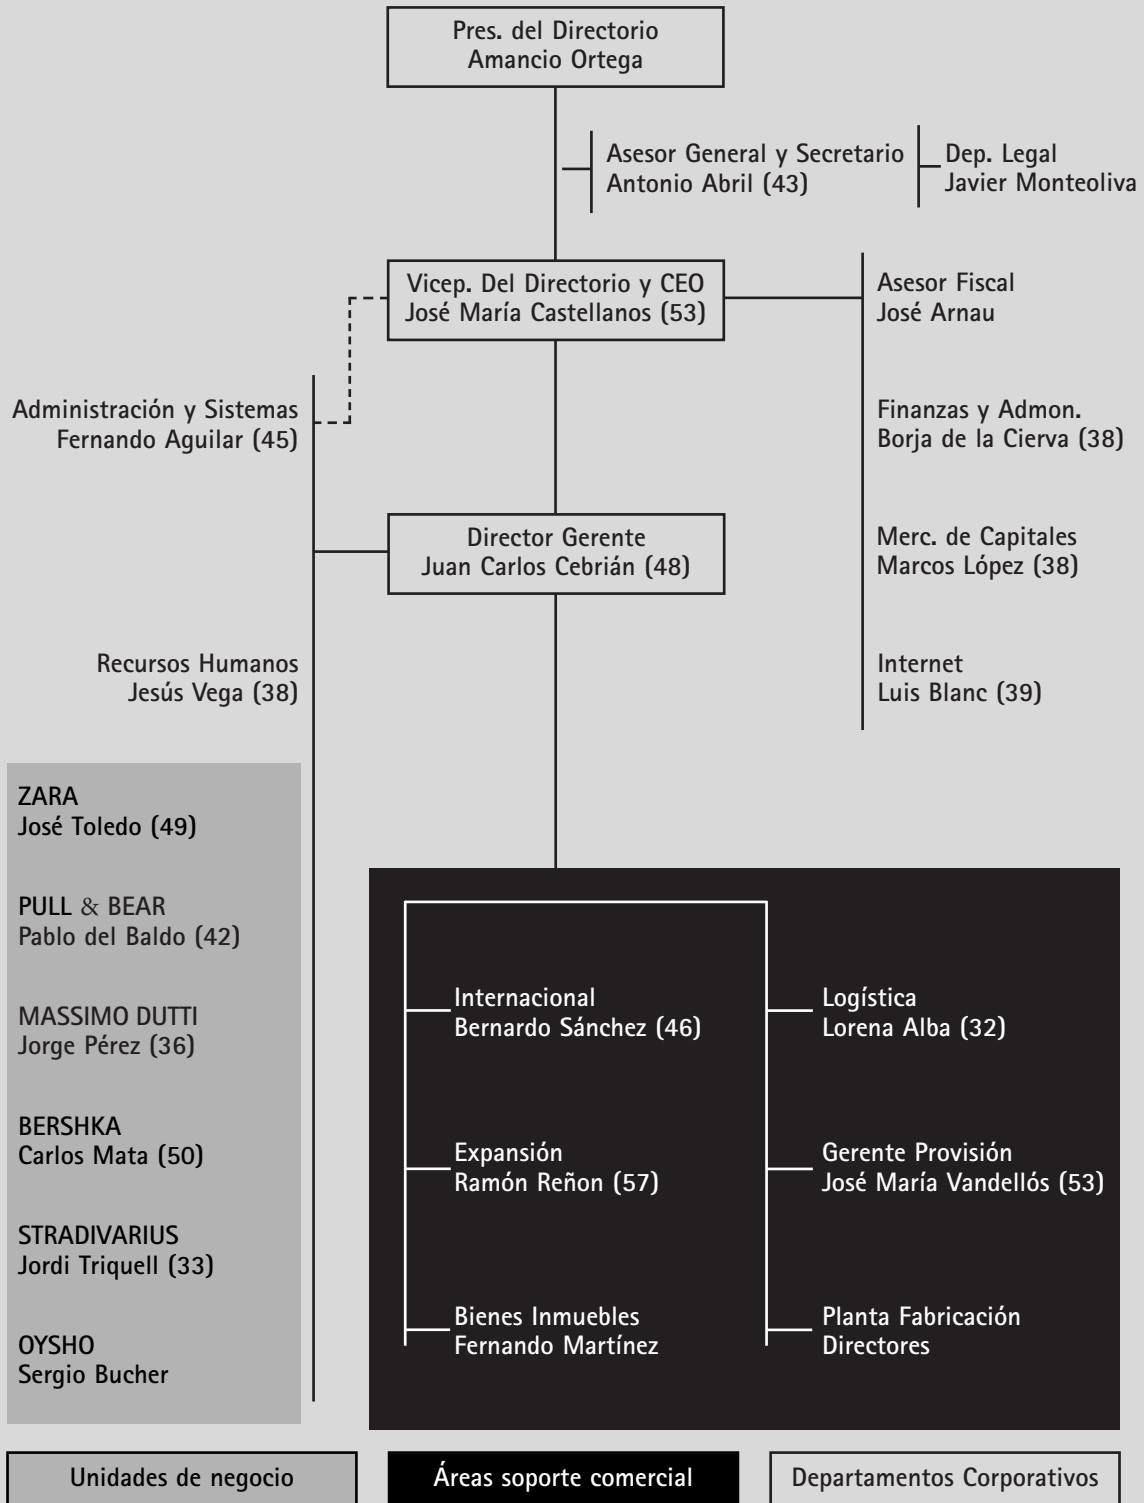 Pres. del Directorio
Amancio Ortega
Asesor General y Secretario
Antonio Abril (43)
Dep. Legal
Javier Monteoliva
Vicep. Del Directorio y CEO
José María Castellanos (53)
Asesor Fiscal
José Arnau
Administración y Sistemas
Fernando Aguilar (45)
Finanzas y Admon.
Borja de la Cierva (38)
Director Gerente
Juan Carlos Cebrián (48)
Merc. de Capitales
Marcos López (38)
Recursos Humanos
Jesús Vega (38)
Internet
Luis Blanc (39)
ZARA
José Toledo (49)
PULL & BEAR
Pablo del Baldo (42)
MASSIMO DUTTI
Jorge Pérez (36)
BERSHKA
Carlos Mata (50)
STRADIVARIUS
Jordi Triquell (33)
OYSHO
Sergio Bucher
Internacional
Bernardo Sánchez (46)
Logística
Lorena Alba (32)
Expansión
Ramón Reñon (57)
Gerente Provisión
José María Vandellós (53)
Bienes Inmuebles
Fernando Martínez
Planta Fabricación
Directores
Unidades de negocio
Áreas soporte comercial
Departamentos Corporativos